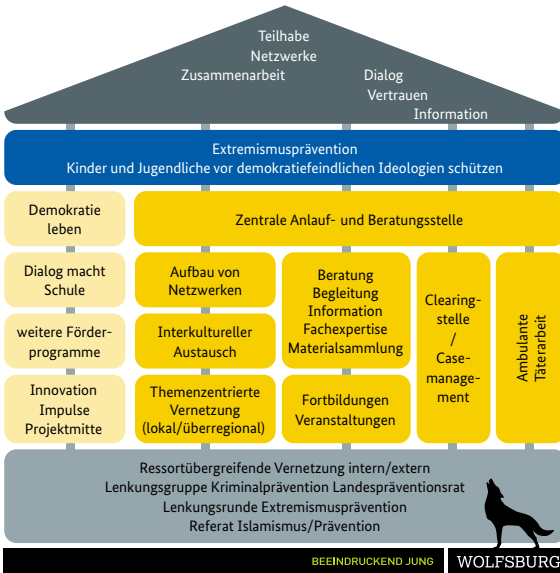 Teilhabe
Netzwerke
Zusammenarbeit
Dialog
Vertrauen
Information
Extremismusprävention
Kinder und Jugendliche vor demokratiefeindlichen Ideologien schützen
Demokratie
leben
Zentrale Anlauf- und Beratungsstelle
Dialog macht
Schule
weitere Förder-
programme
Innovation
Impulse
Projektmitte
Aufbau von
Netzwerken
Interkultureller
Austausch
Themenzentrierte
Vernetzung
(lokal/überregional)
Beratung
Begleitung
Information
Fachexpertise
Materialsammlung
Fortbildungen
Veranstaltungen
Clearing-
stelle
/
Case-
manage-
ment
Ambulante
Täterarbeit
Ressortübergreifende Vernetzung intern/extern
Lenkungsgruppe Kriminalprävention Landespräventionsrat
Lenkungsrunde Extremismusprävention
Referat Islamismus/Prävention
BEEINDRUCKEND JUNG
WOLFSBURG